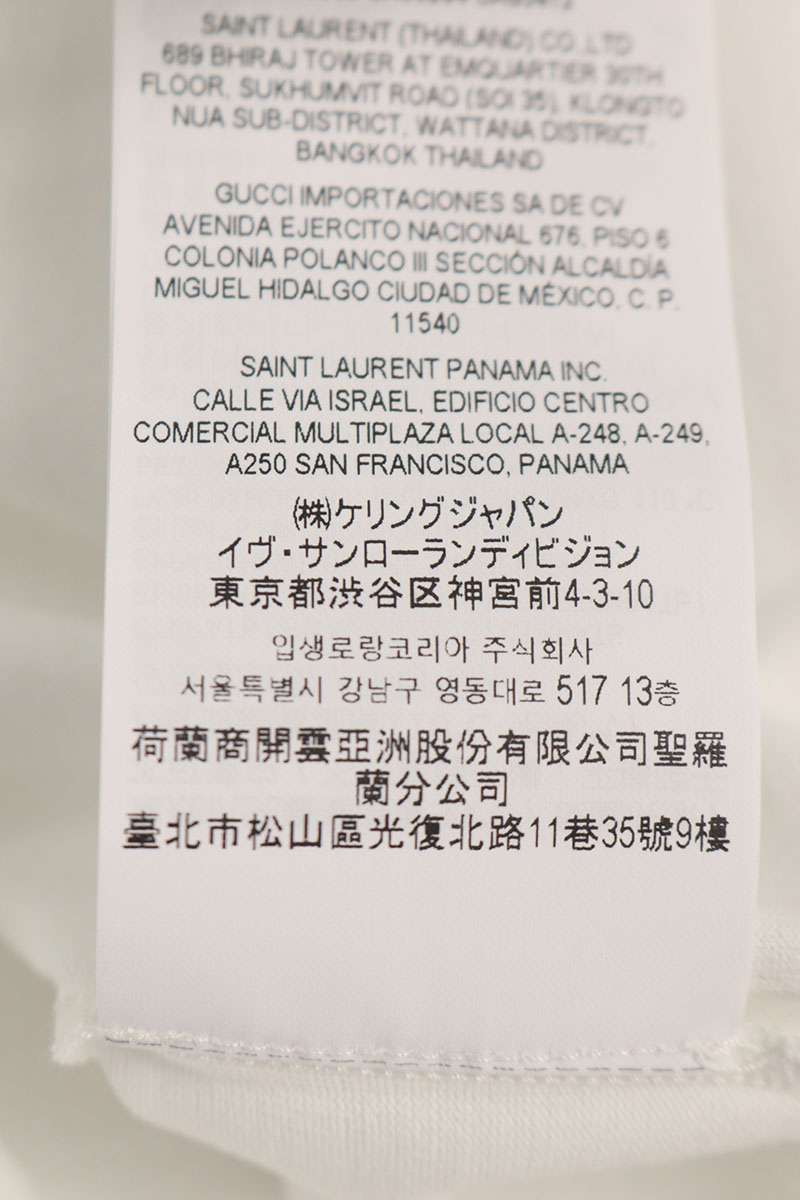 SAINT LAURENT (THAILAND) CO.,LTD
689 BHIRAJ TOWER AT EMQUARTIER 30TH
FLOOR, SUKHUMVIT ROAD (SOI 35), KLONGTO
NUA SUB-DISTRICT, WATTANA DISTRICT,
BANGKOK THAILAND
GUCCI IMPORTACIONES SA DE CV
AVENIDA EJERCITO NACIONAL 676, PISO 6
COLONIA POLANCO III SECCIÓN ALCALDÍA
MIGUEL HIDALGO CIUDAD DE MÉXICO, C. P.
11540
SAINT LAURENT PANAMA INC.
CALLE VIA ISRAEL, EDIFICIO CENTRO
COMERCIAL MULTIPLAZA LOCAL A-248, A-249,
A250 SAN FRANCISCO, PANAMA
(株)ケリングジャパン
イヴ・サンローランディビジョン
東京都渋谷区神宮前4-3-10
입생로랑코리아 주식회사
서울특별시 강남구 영동대로 517 13층
荷蘭商開雲亞洲股份有限公司聖羅
蘭分公司
臺北市松山區光復北路11巷35號9樓